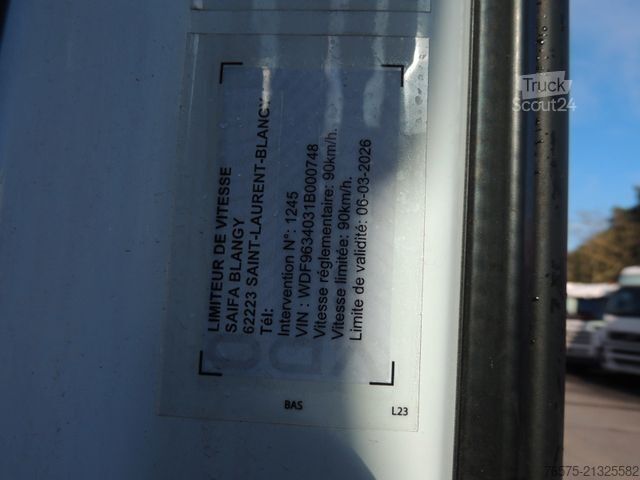 LIMITEUR DE VITESSE
SAIFA BLANGY
62223 SAINT-LAURENT-BLANGY
Tél:
Intervention N°: 1245
VIN : WDF9634031B000748
Vitesse réglementaire: 90km/h.
Vitesse limitée: 90km/h.
Limite de validité: 06-03-2026
BAS
L23
Truck
Scout24
76575-21325582